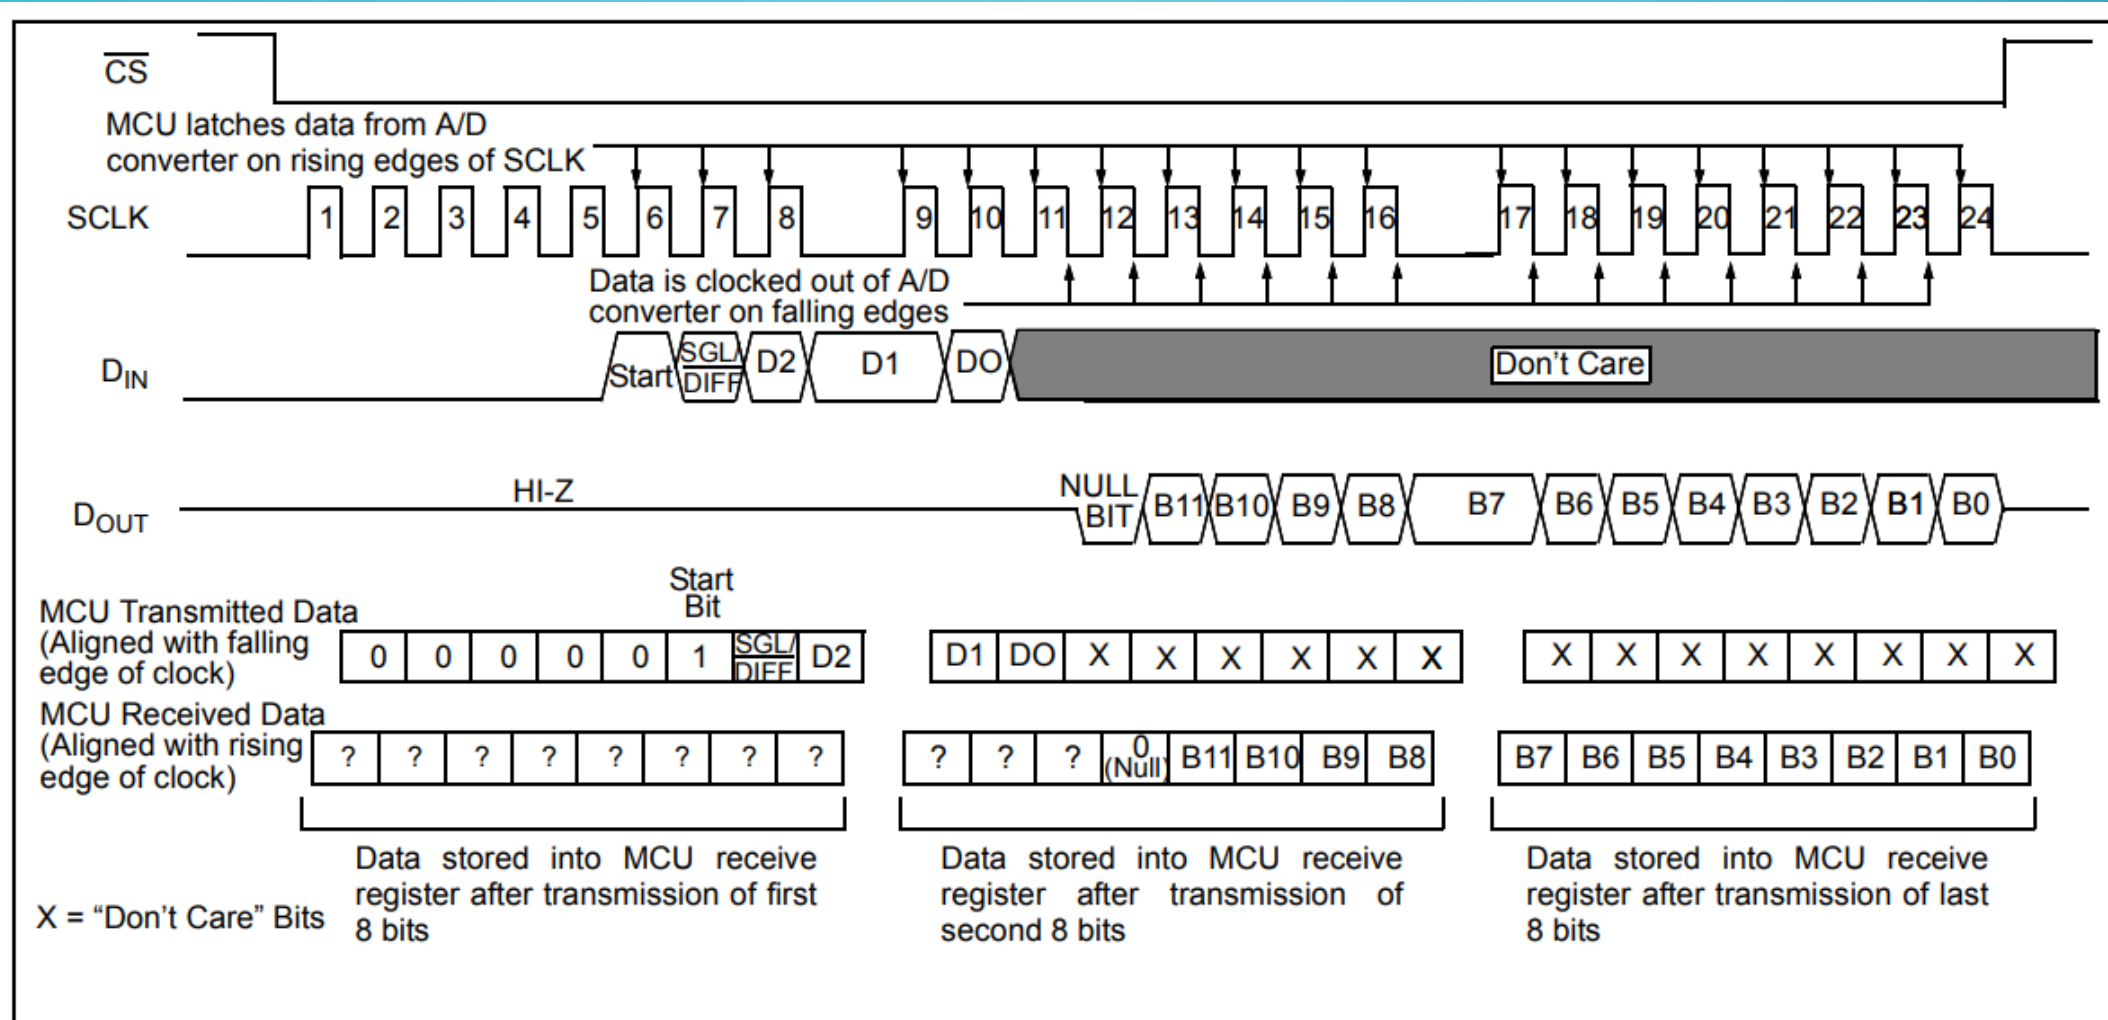 CS
MCU latches data from A/D
converter on rising edges of SCLK
SCLK
1 2 3 4 5 6 7 8 9 10 11 12 13 14 15 16 17 18 19 20 21 22 23 24
Data is clocked out of A/D
converter on falling edges
DIN
Start SGL/DIFF D2 D1 DO Don't Care
HI-Z
DOUT
NULL BIT B11 B10 B9 B8 B7 B6 B5 B4 B3 B2 B1 B0
Start
Bit
MCU Transmitted Data
(Aligned with falling
edge of clock)
0 0 0 0 0 1 SGL/DIFF D2 D1 DO X X X X X X X X X X X X X X
MCU Received Data
(Aligned with rising
edge of clock)
? ? ? ? ? ? ? ? ? ? ? 0 (Null) B11 B10 B9 B8 B7 B6 B5 B4 B3 B2 B1 B0
Data stored into MCU receive
register after transmission of first
8 bits
Data stored into MCU receive
register after transmission of
second 8 bits
Data stored into MCU receive
register after transmission of last
8 bits
X = “Don’t Care” Bits